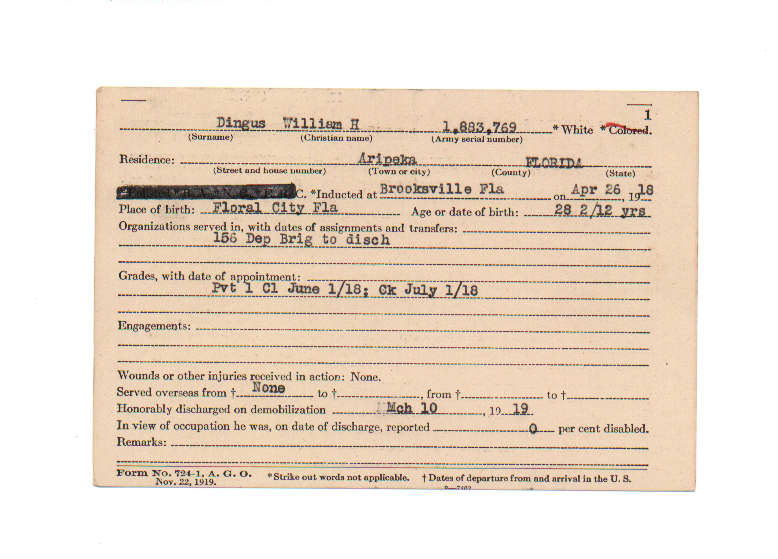 1
Dingus William H 1,883,769 * White * Colored.
(Surname) (Christian name) (Army serial number)
Residence: Aripeka FLORIDA
(Street and house number) (Town or city) (County) (State)
C. *Inducted at Brooksville Fla on Apr 26, 1918
Place of birth: Floral City Fla Age or date of birth: 28 2/12 yrs
Organizations served in, with dates of assignments and transfers:
156 Dep Brig to disch
Grades, with date of appointment:
Pvt 1 Cl June 1/18; Ck July 1/18
Engagements:
Wounds or other injuries received in action: None.
Served overseas from † None to †, from † to †
Honorably discharged on demobilization Mch 10, 1919
In view of occupation he was, on date of discharge, reported 0 per cent disabled.
Remarks:
Form No. 724-1, A. G. O. *Strike out words not applicable. † Dates of departure from and arrival in the U. S.
Nov. 22, 1919.